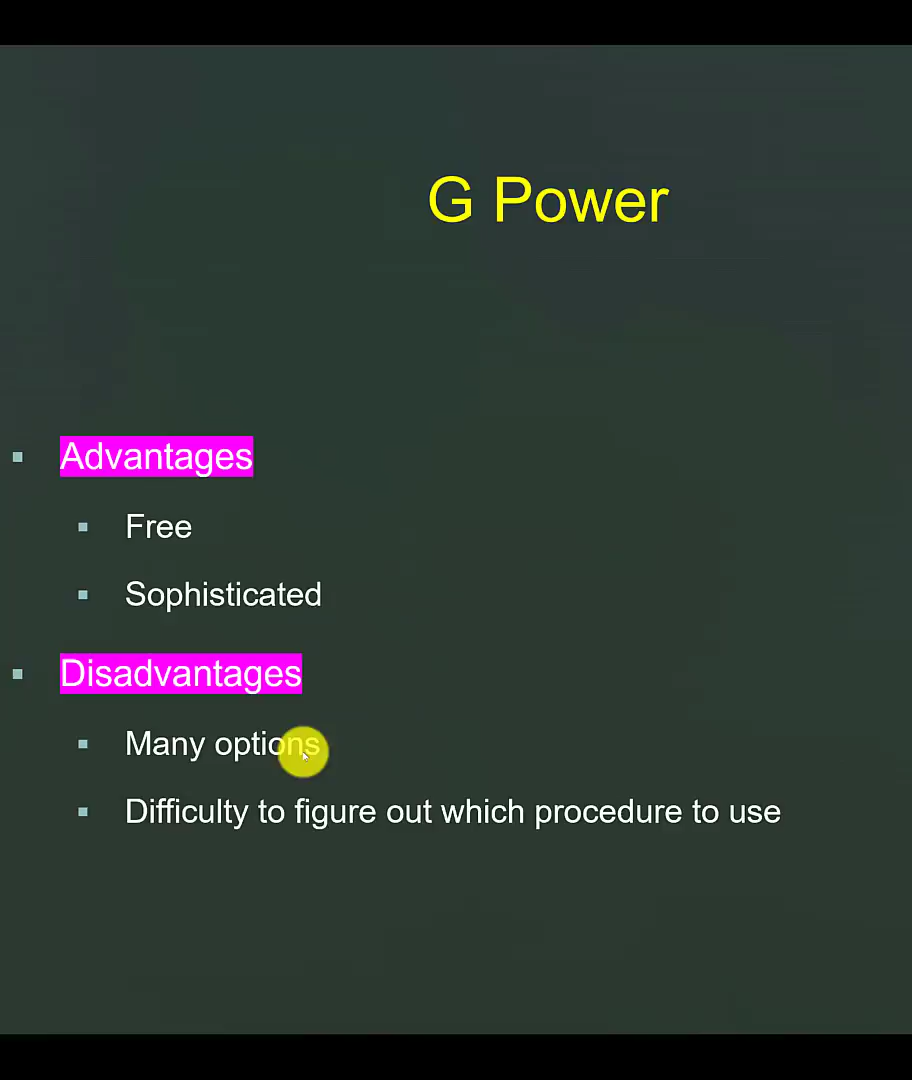 G Power
Advantages
Free
Sophisticated
Disadvantages
Many options
Difficulty to figure out which procedure to use